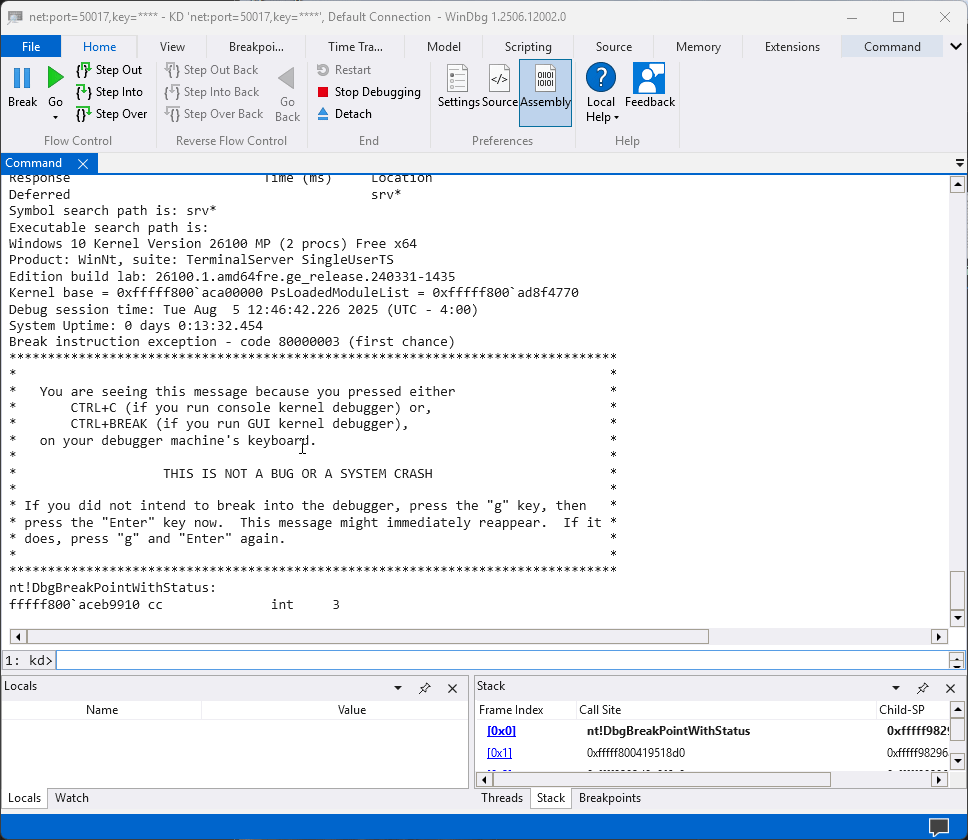 net:port=50017,key=**** - KD 'net:port=50017,key=****', Default Connection - WinDbg 1.2506.12002.0
File Home View Breakpoi... Time Tra... Model Scripting Source Memory Extensions Command
Break
Go
Step Out
Step Into
Step Over
Flow Control
Step Out Back
Step Into Back
Step Over Back
Go
Back
Reverse Flow Control
Restart
Stop Debugging
Detach
End
Settings Source Assembly
Preferences
Local
Help
Feedback
Help
Command
Response Time (ms) Location
Deferred srv*
Symbol search path is: srv*
Executable search path is:
Windows 10 Kernel Version 26100 MP (2 procs) Free x64
Product: WinNt, suite: TerminalServer SingleUserTS
Edition build lab: 26100.1.amd64fre.ge_release.240331-1435
Kernel base = 0xfffff800`aca00000 PsLoadedModuleList = 0xfffff800`ad8f4770
Debug session time: Tue Aug  5 12:46:42.226 2025 (UTC - 4:00)
System Uptime: 0 days 0:13:32.454
Break instruction exception - code 80000003 (first chance)
*******************************************************************************
*                                                                             *
*   You are seeing this message because you pressed either                    *
*       CTRL+C (if you run console kernel debugger) or,                       *
*       CTRL+BREAK (if you run GUI kernel debugger),                          *
*   on your debugger machine's keyboard.                                      *
*                                                                             *
*                   THIS IS NOT A BUG OR A SYSTEM CRASH                       *
*                                                                             *
* If you did not intend to break into the debugger, press the "g" key, then   *
* press the "Enter" key now.  This message might immediately reappear.  If it *
* does, press "g" and "Enter" again.                                          *
*                                                                             *
*******************************************************************************
nt!DbgBreakPointWithStatus:
fffff800`aceb9910 cc              int     3
1: kd>
Locals
Name Value
Locals Watch
Stack
Frame Index Call Site Child-SP
[0x0] nt!DbgBreakPointWithStatus 0xfffff9829
[0x1] 0xfffff800419518d0 0xfffff98296
Threads Stack Breakpoints